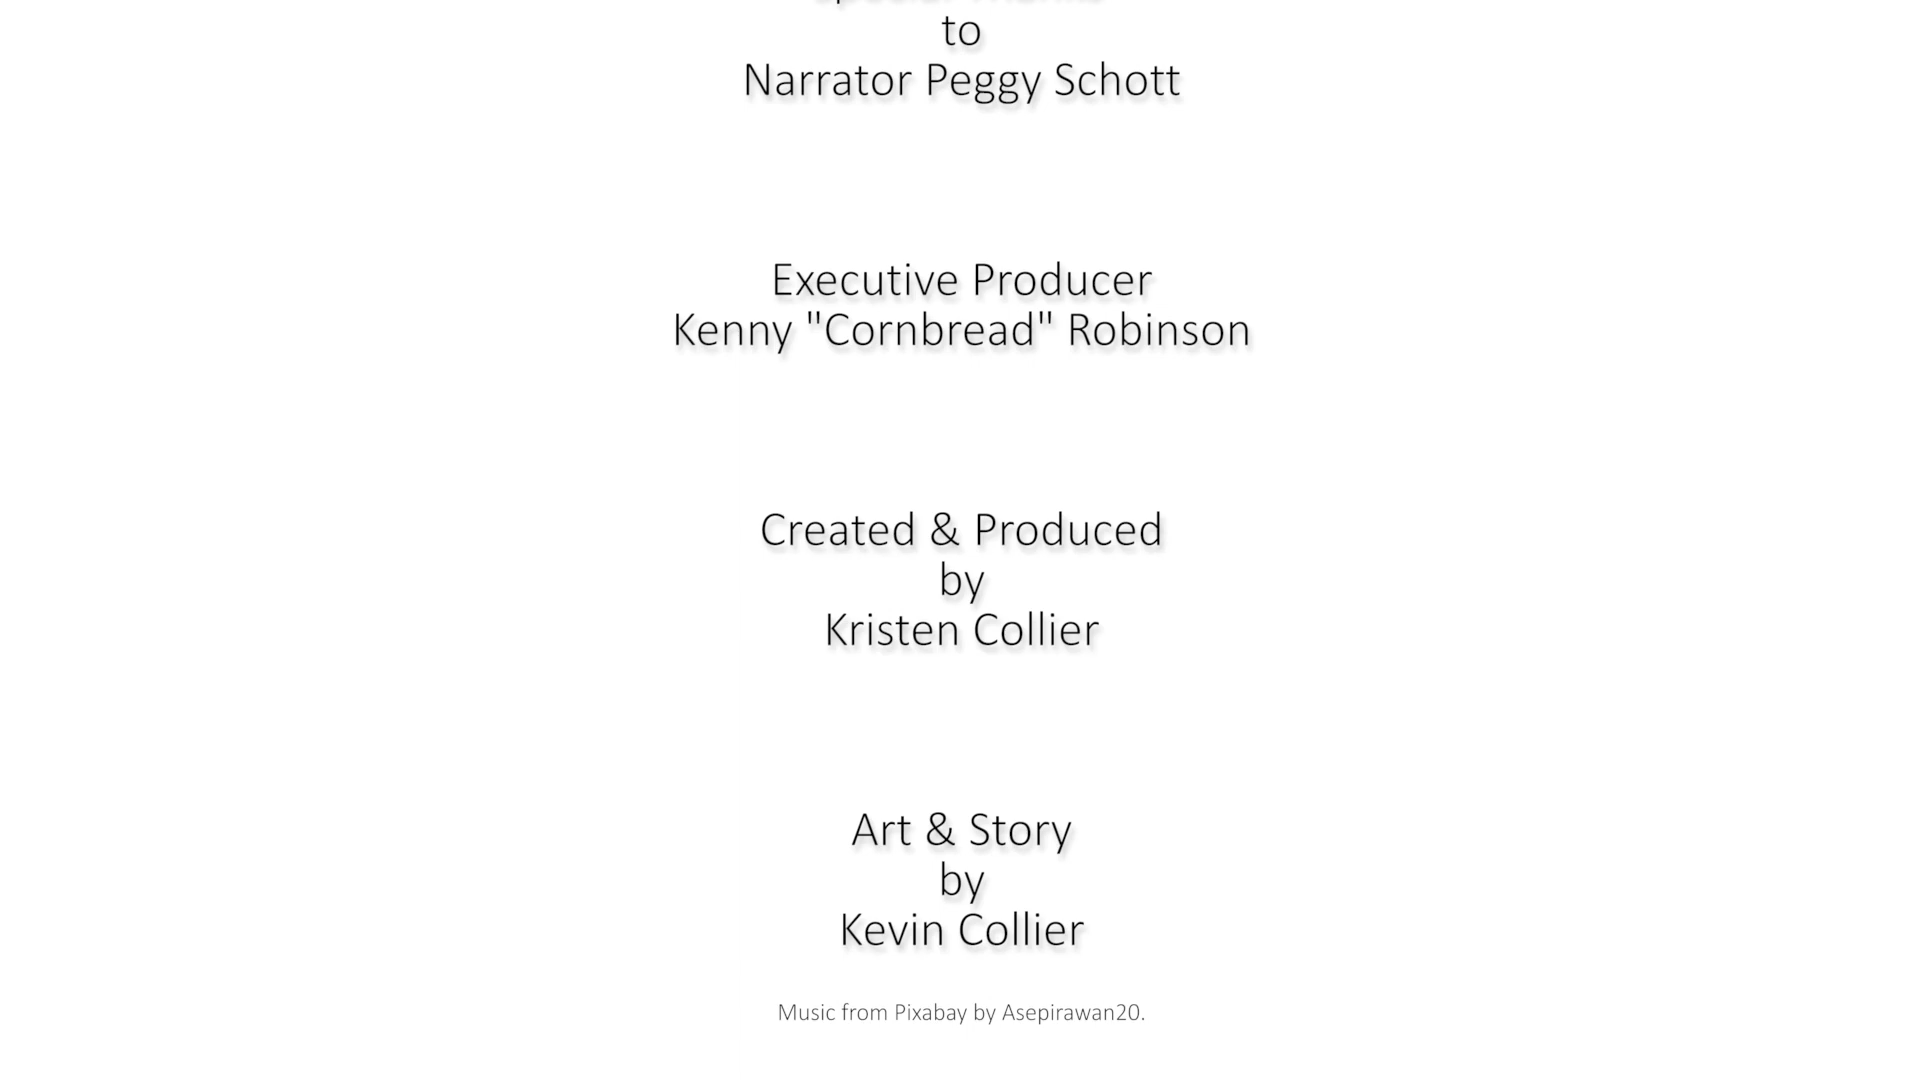 to
Narrator Peggy Schott
Executive Producer
Kenny "Cornbread" Robinson
Created & Produced
by
Kristen Collier
Art & Story
by
Kevin Collier
Music from Pixabay by Asepirawan20.